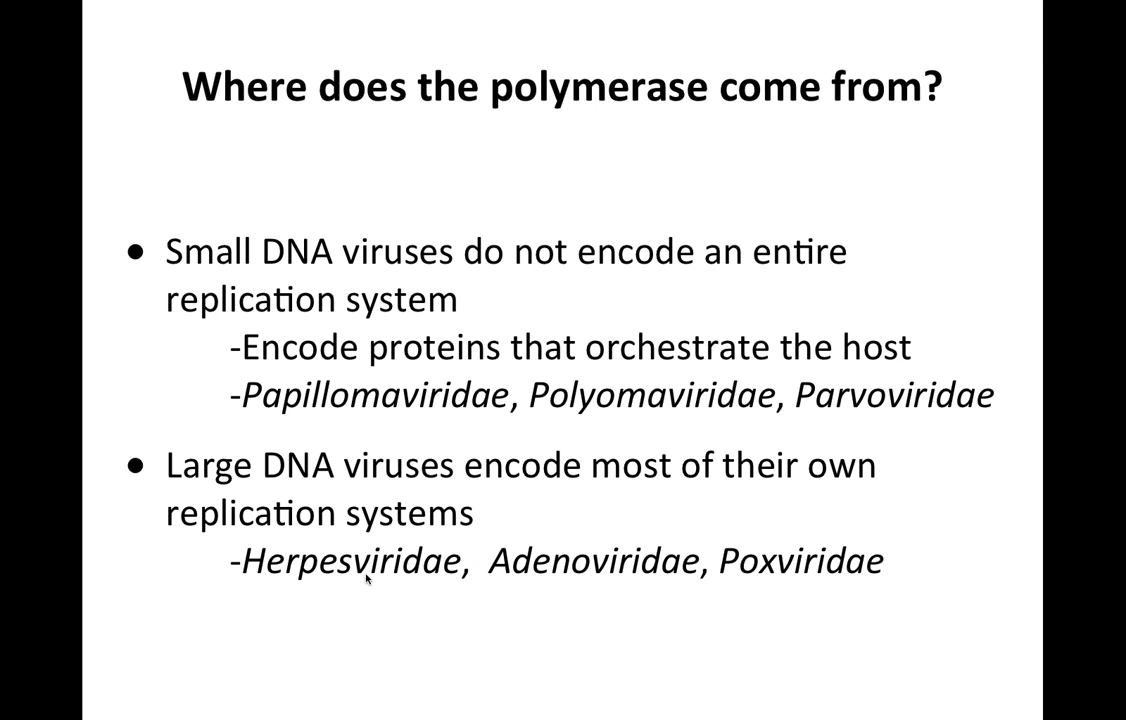 Where does the polymerase come from?
• Small DNA viruses do not encode an entire
replication system
-Encode proteins that orchestrate the host
-Papillomaviridae, Polyomaviridae, Parvoviridae
• Large DNA viruses encode most of their own
replication systems
-Herpesviridae,  Adenoviridae, Poxviridae